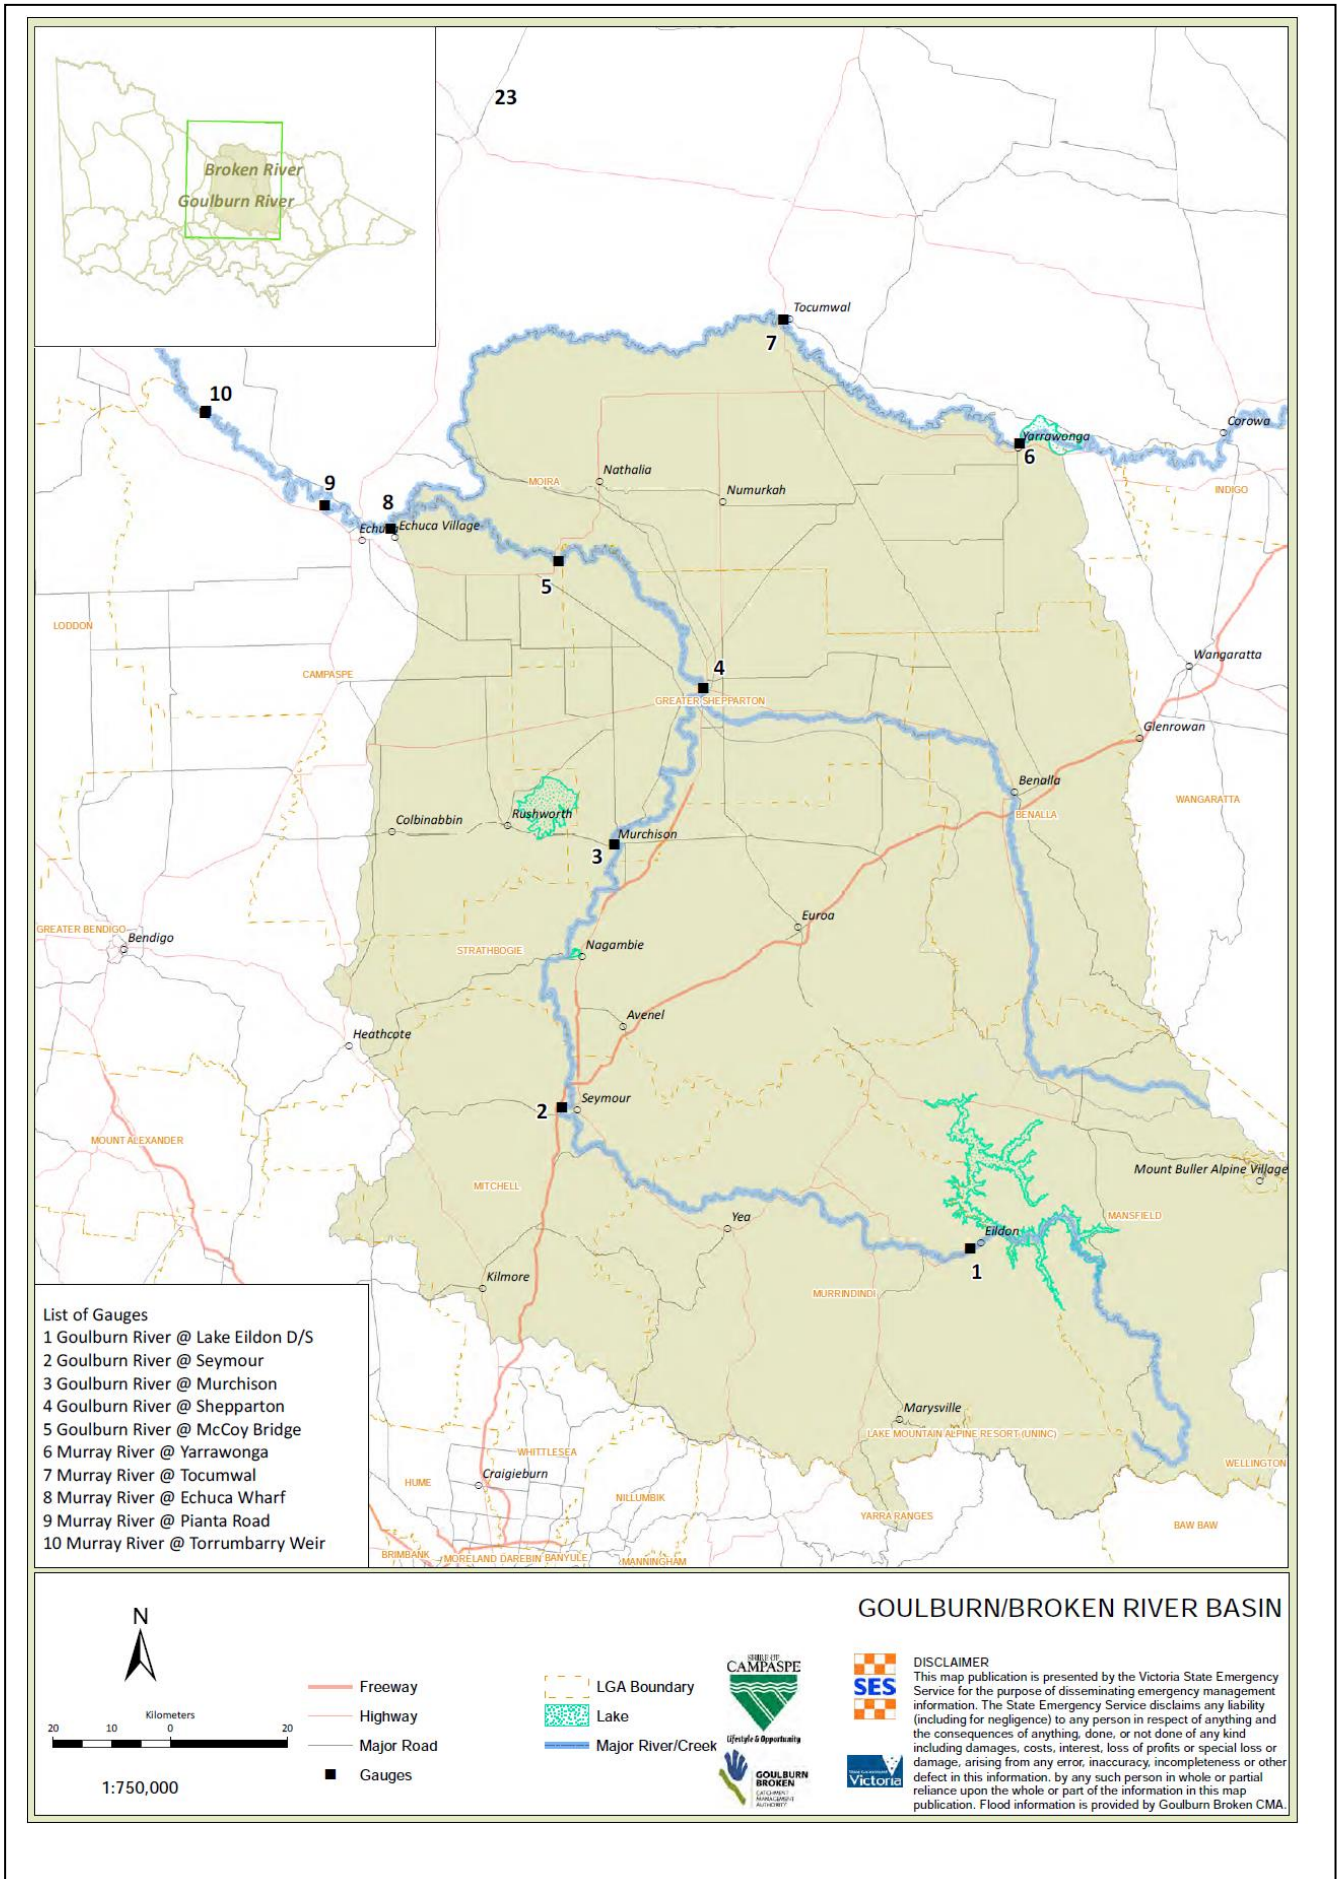 23
Broken River
Goulburn River
Tocumwal
7
10
Corowa
Yarrawonga
6
9
Nathalia
MOIRA
INDIGO
8
Numurkah
Echuca Village
5
LODDON
Wangaratta
4
CAMPASPE
GREATER SHEPPARTON
Glenrowan
Benalla
WANGARATTA
Rushworth
BENALLA
Colbinabbin
Murchison
3
Euroa
GREATER BENDIGO
Bendigo
Nagambie
STRATHBOGIE
Avenel
Heathcote
Seymour
2
MOUNT ALEXANDER
Mount Buller Alpine Village
MITCHELL
Yea
MANSFIELD
Eildon
1
Kilmore
MURRINDINDI
List of Gauges
1 Goulburn River @ Lake Eildon D/S
2 Goulburn River @ Seymour
3 Goulburn River @ Murchison
4 Goulburn River @ Shepparton
5 Goulburn River @ McCoy Bridge
6 Murray River @ Yarrawonga
7 Murray River @ Tocumwal
8 Murray River @ Echuca Wharf
9 Murray River @ Pianta Road
10 Murray River @ Torrumbarry Weir
Marysville
LAKE MOUNTAIN ALPINE RESORT (UNINC)
WHITTLESEA
WELLINGTON
Craigieburn
HUME
NILLUMBIK
YARRA RANGES
BAW BAW
BRIMBANK
MORELAND DAREBIN BANYULE
MANNINGHAM
GOULBURN/BROKEN RIVER BASIN
N
Kilometers
20 10 0 20
1:750,000
Freeway
Highway
Major Road
Gauges
LGA Boundary
Lake
Major River/Creek
SHIRE OF
CAMPASPE
Lifestyle & Opportunity
GOULBURN
BROKEN
CATCHMENT
MANAGEMENT
AUTHORITY
SES
Victoria
DISCLAIMER
This map publication is presented by the Victoria State Emergency
Service for the purpose of disseminating emergency management
information. The State Emergency Service disclaims any liability
(including for negligence) to any person in respect of anything and
the consequences of anything, done, or not done of any kind
including damages, costs, interest, loss of profits or special loss or
damage, arising from any error, inaccuracy, incompleteness or other
defect in this information. by any such person in whole or partial
reliance upon the whole or part of the information in this map
publication. Flood information is provided by Goulburn Broken CMA.